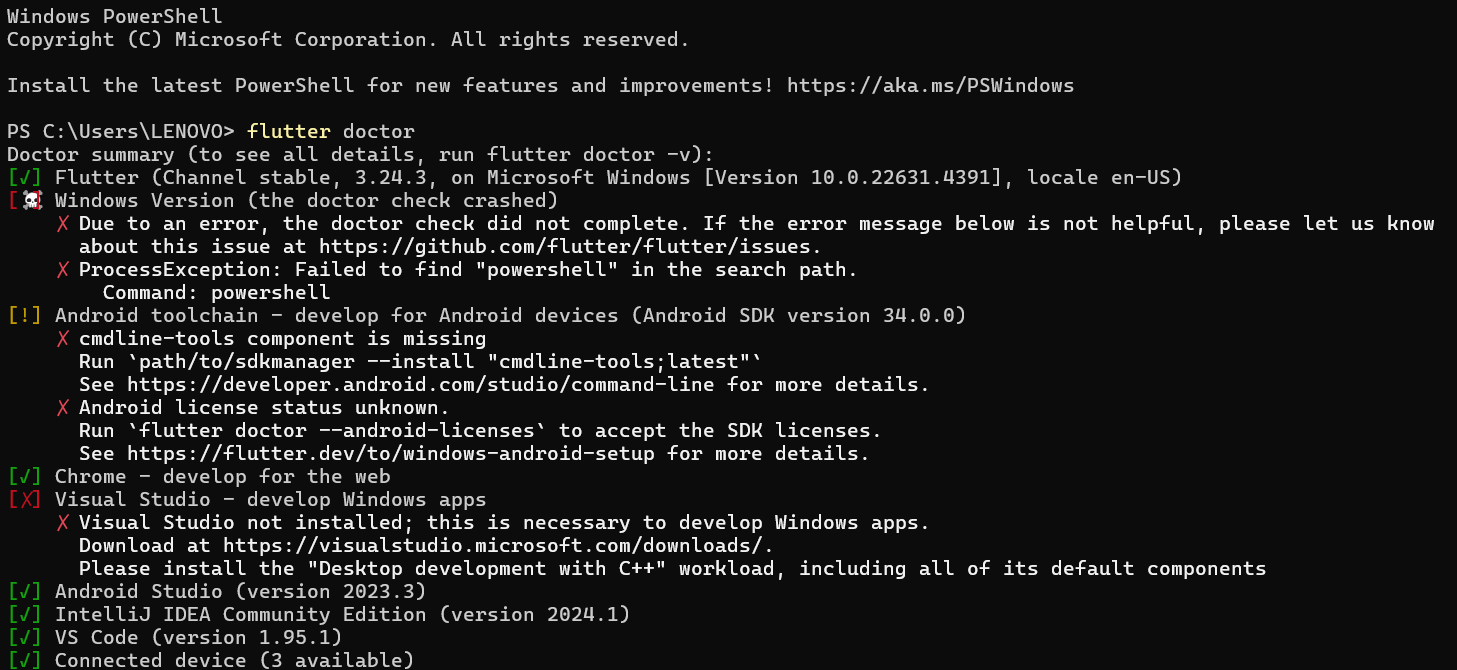 Windows PowerShell
Copyright (C) Microsoft Corporation. All rights reserved.
Install the latest PowerShell for new features and improvements! https://aka.ms/PSWindows
PS C:\Users\LENOVO> flutter doctor
Doctor summary (to see all details, run flutter doctor -v):
[√] Flutter (Channel stable, 3.24.3, on Microsoft Windows [Version 10.0.22631.4391], locale en-US)
[☠] Windows Version (the doctor check crashed)
    X Due to an error, the doctor check did not complete. If the error message below is not helpful, please let us know
      about this issue at https://github.com/flutter/flutter/issues.
    X ProcessException: Failed to find "powershell" in the search path.
        Command: powershell
[!] Android toolchain - develop for Android devices (Android SDK version 34.0.0)
    X cmdline-tools component is missing
      Run `path/to/sdkmanager --install "cmdline-tools;latest"`
      See https://developer.android.com/studio/command-line for more details.
    X Android license status unknown.
      Run `flutter doctor --android-licenses` to accept the SDK licenses.
      See https://flutter.dev/to/windows-android-setup for more details.
[√] Chrome - develop for the web
[X] Visual Studio - develop Windows apps
    X Visual Studio not installed; this is necessary to develop Windows apps.
      Download at https://visualstudio.microsoft.com/downloads/.
      Please install the "Desktop development with C++" workload, including all of its default components
[√] Android Studio (version 2023.3)
[√] IntelliJ IDEA Community Edition (version 2024.1)
[√] VS Code (version 1.95.1)
[√] Connected device (3 available)